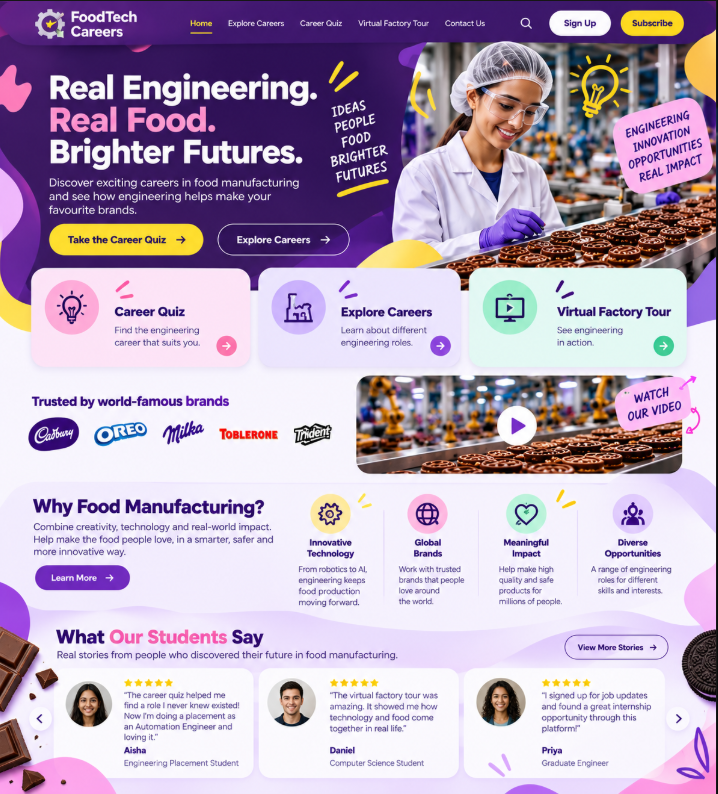 FoodTech
Careers
Home
Explore Careers
Career Quiz
Virtual Factory Tour
Contact Us
Sign Up
Subscribe
Real Engineering.
Real Food.
Brighter Futures.
Discover exciting careers in food manufacturing
and see how engineering helps make your
favourite brands.
Take the Career Quiz →
Explore Careers →
IDEAS
PEOPLE
FOOD
BRIGHTER
FUTURES
ENGINEERING
INNOVATION
OPPORTUNITIES
REAL IMPACT
Career Quiz
Find the engineering
career that suits you.
Explore Careers
Learn about different
engineering roles.
Virtual Factory Tour
See engineering
in action.
Trusted by world-famous brands
Cadbury
OREO
Milka
TOBLERONE
Trident
WATCH
OUR VIDEO
Why Food Manufacturing?
Combine creativity, technology and real-world impact.
Help make the food people love, in a smarter, safer and
more innovative way.
Learn More →
Innovative
Technology
From robotics to AI,
engineering keeps
food production
moving forward.
Global
Brands
Work with trusted
brands that people
love around
the world.
Meaningful
Impact
Help make high
quality and safe
products for
millions of people.
Diverse
Opportunities
A range of engineering
roles for different
skills and interests.
What Our Students Say
Real stories from people who discovered their future in food manufacturing.
View More Stories →
"The career quiz helped me
find a role I never knew existed!
Now I'm doing a placement as
an Automation Engineer and
loving it."
Aisha
Engineering Placement Student
"The virtual factory tour was
amazing. It showed me how
technology and food come
together in real life."
Daniel
Computer Science Student
"I signed up for job updates
and found a great internship
opportunity through this
platform!"
Priya
Graduate Engineer